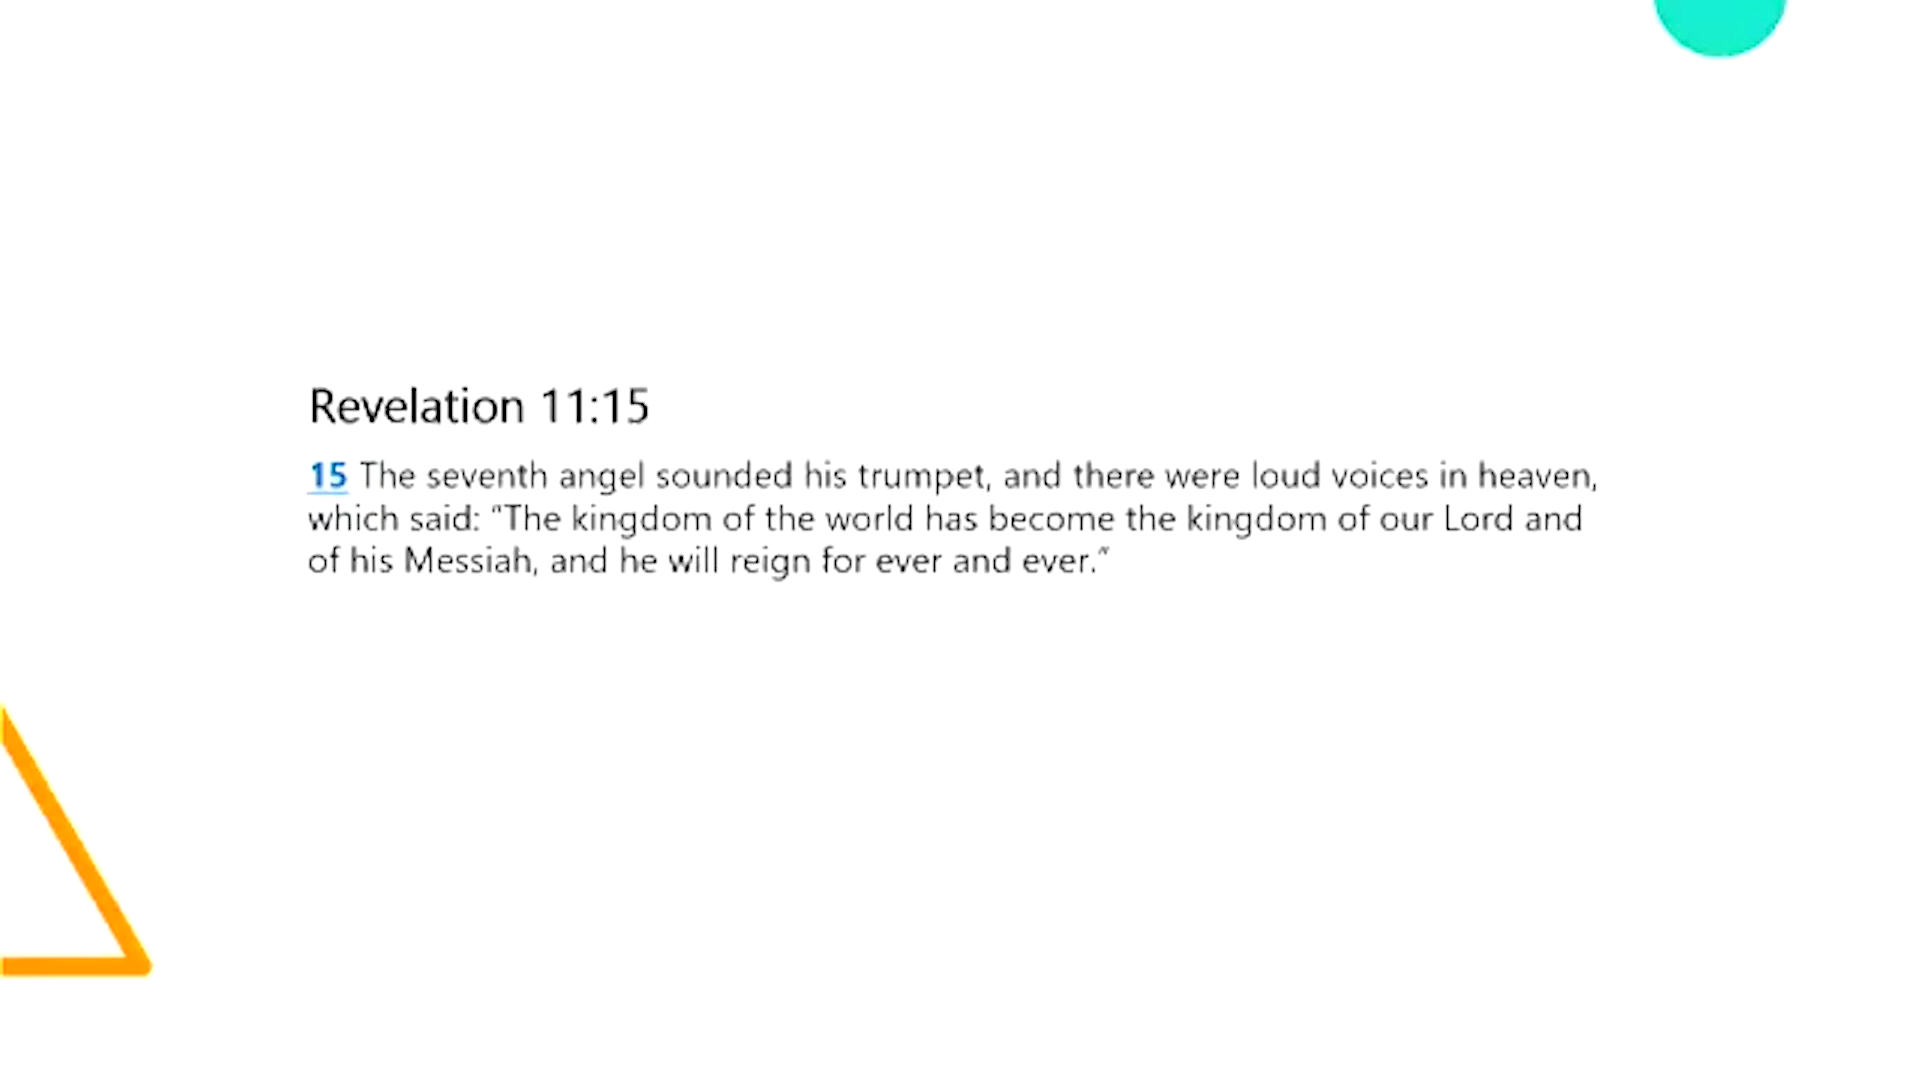 Revelation 11:15
15 The seventh angel sounded his trumpet, and there were loud voices in heaven,
which said: “The kingdom of the world has become the kingdom of our Lord and
of his Messiah, and he will reign for ever and ever.”